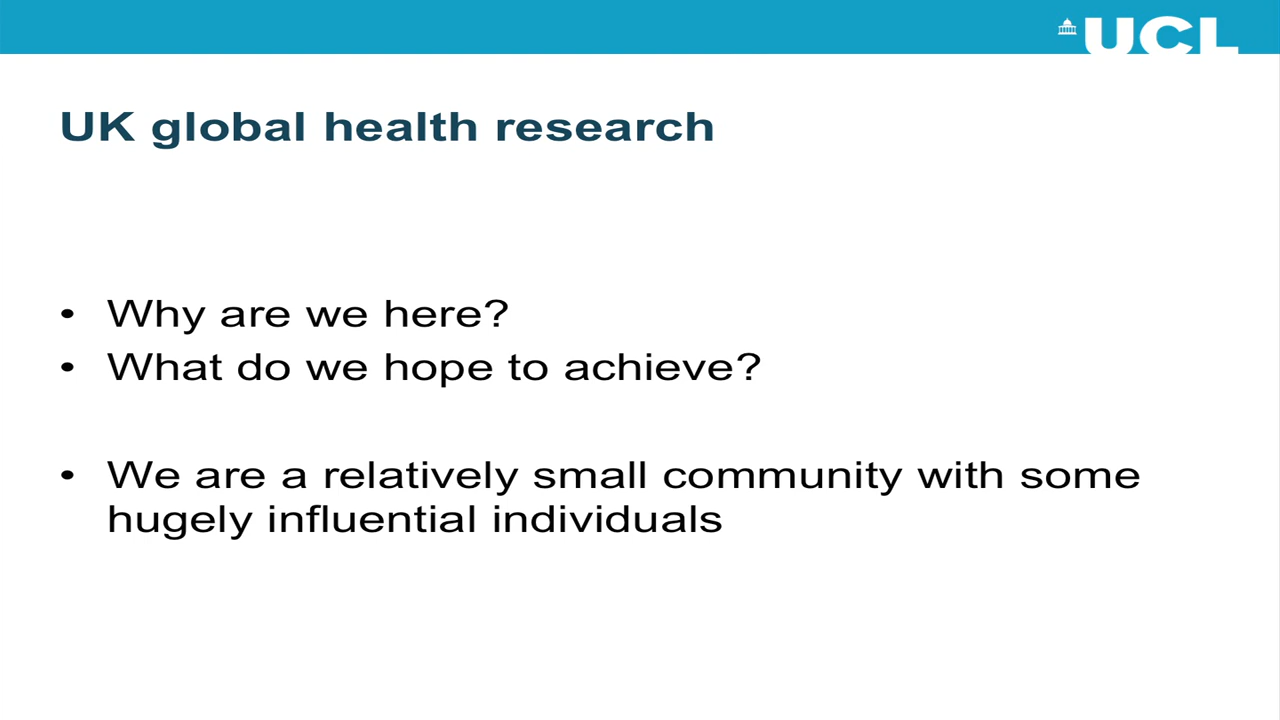 UCL
UK global health research
• Why are we here?
• What do we hope to achieve?
• We are a relatively small community with some
hugely influential individuals